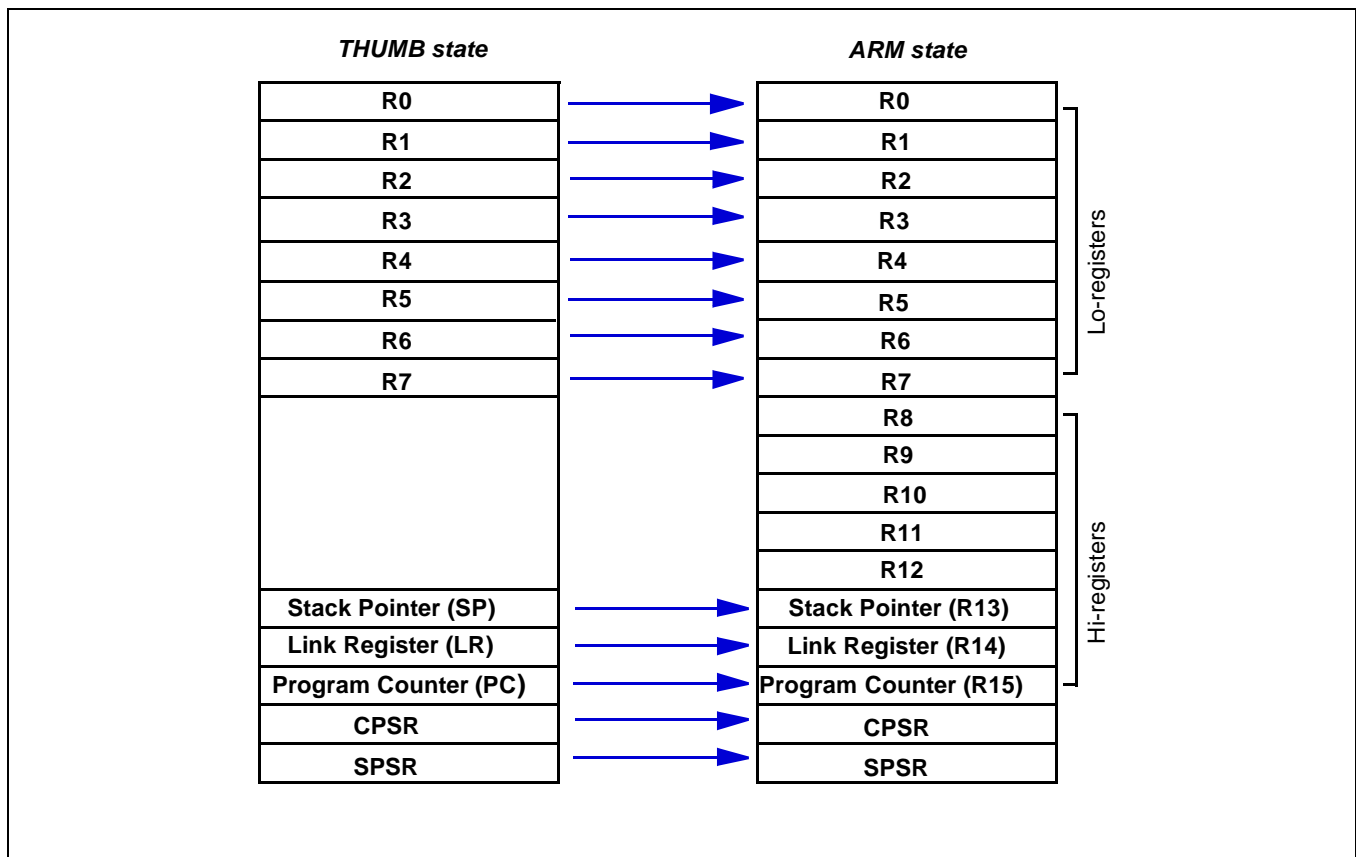 THUMB state
ARM state
R0
R0
R1
R1
R2
R2
R3
R3
R4
R4
R5
R5
R6
R6
R7
R7
Lo-registers
R8
R9
R10
R11
R12
Stack Pointer (SP)
Stack Pointer (R13)
Link Register (LR)
Link Register (R14)
Program Counter (PC)
Program Counter (R15)
Hi-registers
CPSR
CPSR
SPSR
SPSR